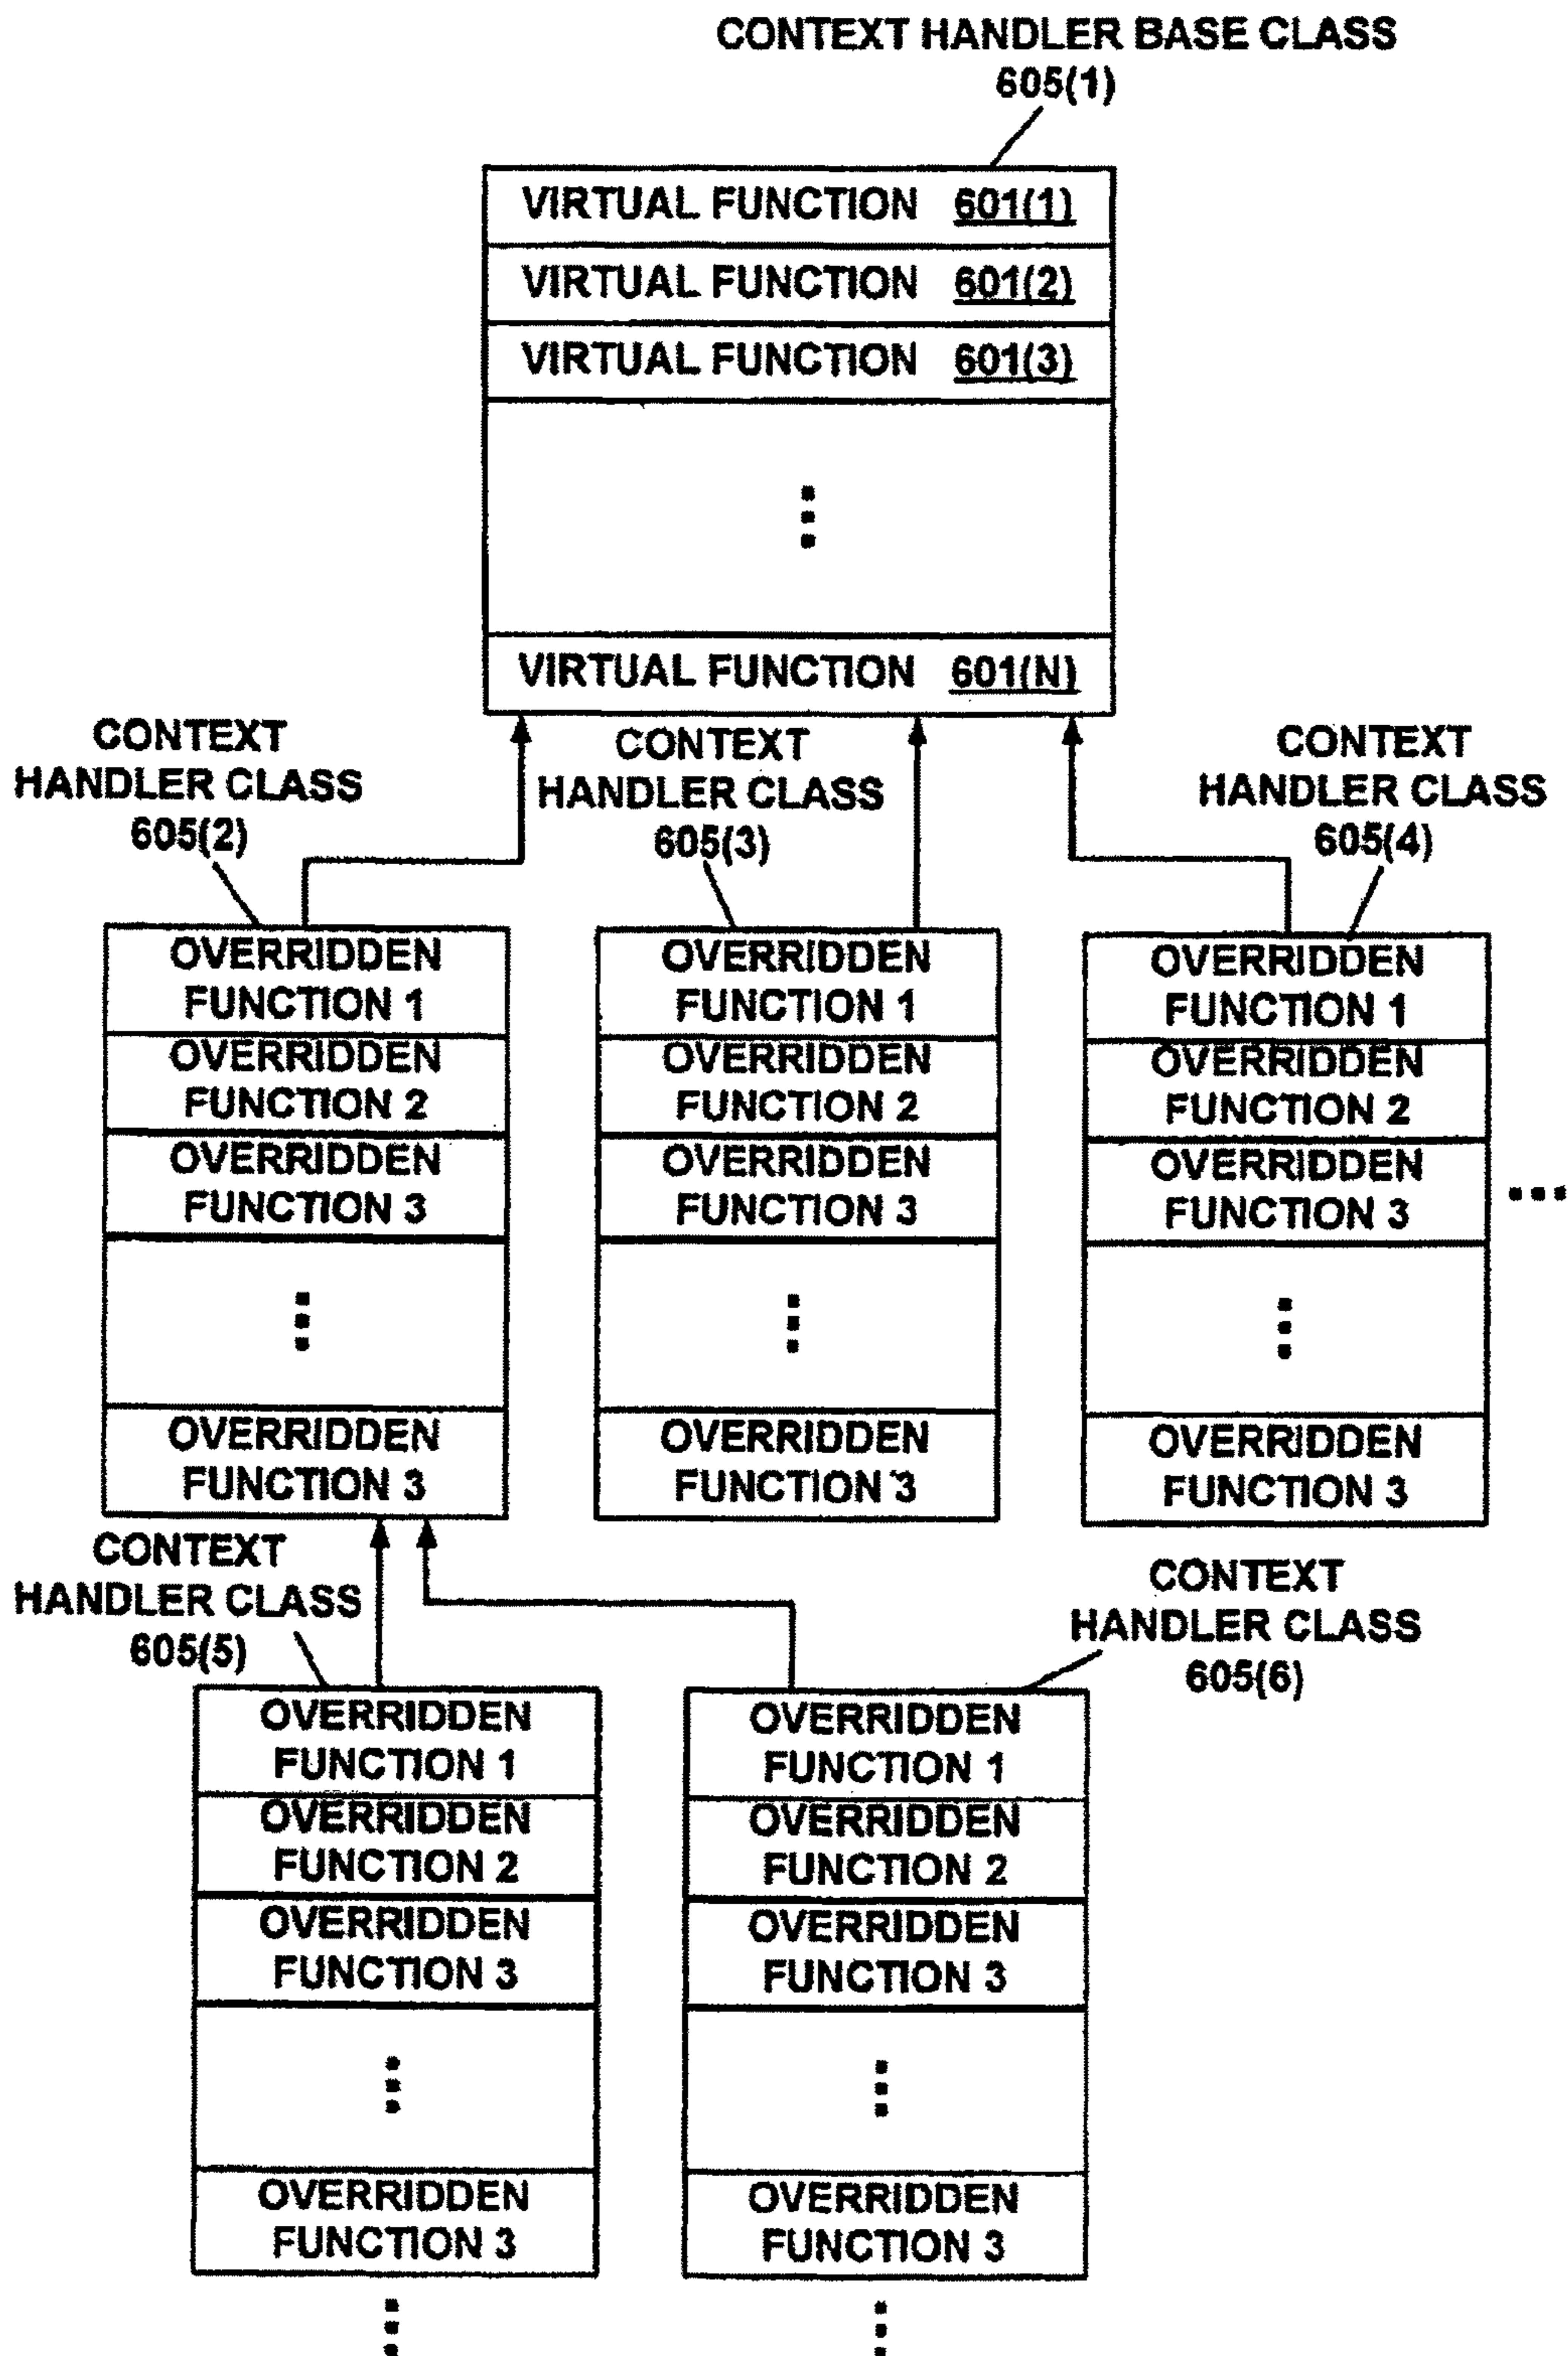 CONTEXT HANDLER BASE CLASS
605(1)
VIRTUAL FUNCTION 601(1)
VIRTUAL FUNCTION 601(2)
VIRTUAL FUNCTION 601(3)
VIRTUAL FUNCTION 601(N)
CONTEXT
HANDLER CLASS
605(2)
CONTEXT
HANDLER CLASS
605(3)
CONTEXT
HANDLER CLASS
605(4)
OVERRIDDEN
FUNCTION 1
OVERRIDDEN
FUNCTION 2
OVERRIDDEN
FUNCTION 3
OVERRIDDEN
FUNCTION 3
OVERRIDDEN
FUNCTION 1
OVERRIDDEN
FUNCTION 2
OVERRIDDEN
FUNCTION 3
OVERRIDDEN
FUNCTION 3
OVERRIDDEN
FUNCTION 1
OVERRIDDEN
FUNCTION 2
OVERRIDDEN
FUNCTION 3
OVERRIDDEN
FUNCTION 3
CONTEXT
HANDLER CLASS
605(5)
CONTEXT
HANDLER CLASS
605(6)
OVERRIDDEN
FUNCTION 1
OVERRIDDEN
FUNCTION 2
OVERRIDDEN
FUNCTION 3
OVERRIDDEN
FUNCTION 3
OVERRIDDEN
FUNCTION 1
OVERRIDDEN
FUNCTION 2
OVERRIDDEN
FUNCTION 3
OVERRIDDEN
FUNCTION 3